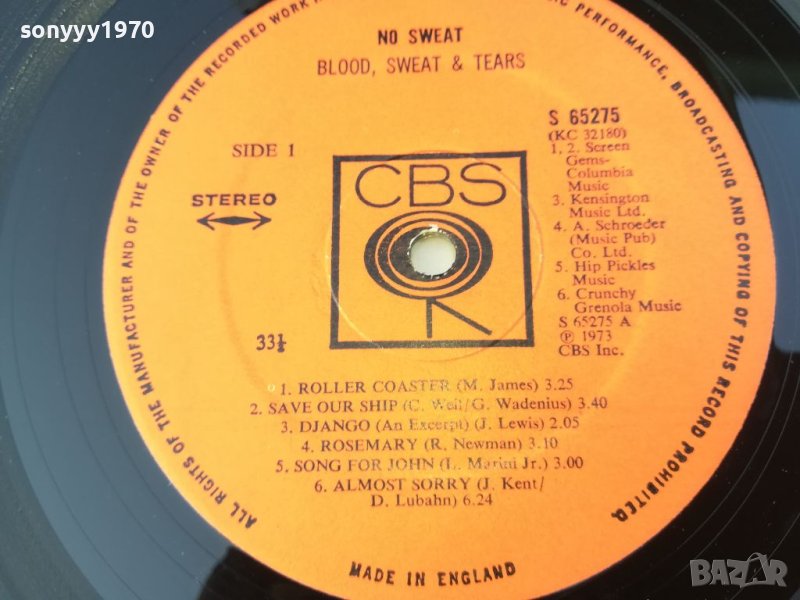 sonyyy1970
ALL RIGHTS OF THE MANUFACTURER AND OF THE OWNER OF THE RECORDED WORK
PERFORMANCE, BROADCASTING AND COPYING OF THIS RECORD PROHIBITED.
NO SWEAT
BLOOD, SWEAT & TEARS
SIDE 1
STEREO
33⅓
CBS
S 65275
(KC 32180)
1, 2. Screen
Gems-
Columbia
Music
3. Kensington
Music Ltd.
4. A. Schroeder
(Music Pub)
Co. Ltd.
5. Hip Pickles
Music
6. Crunchy
Grenola Music
S 65275 A
Ⓟ 1973
CBS Inc.
1. ROLLER COASTER (M. James) 3.25
2. SAVE OUR SHIP (C. Weil/G. Wadenius) 3.40
3. DJANGO (An Excerpt) (J. Lewis) 2.05
4. ROSEMARY (R. Newman) 3.10
5. SONG FOR JOHN (L. Marini Jr.) 3.00
6. ALMOST SORRY (J. Kent/
D. Lubahn) 6.24
MADE IN ENGLAND
BAZAR
bazar.bg